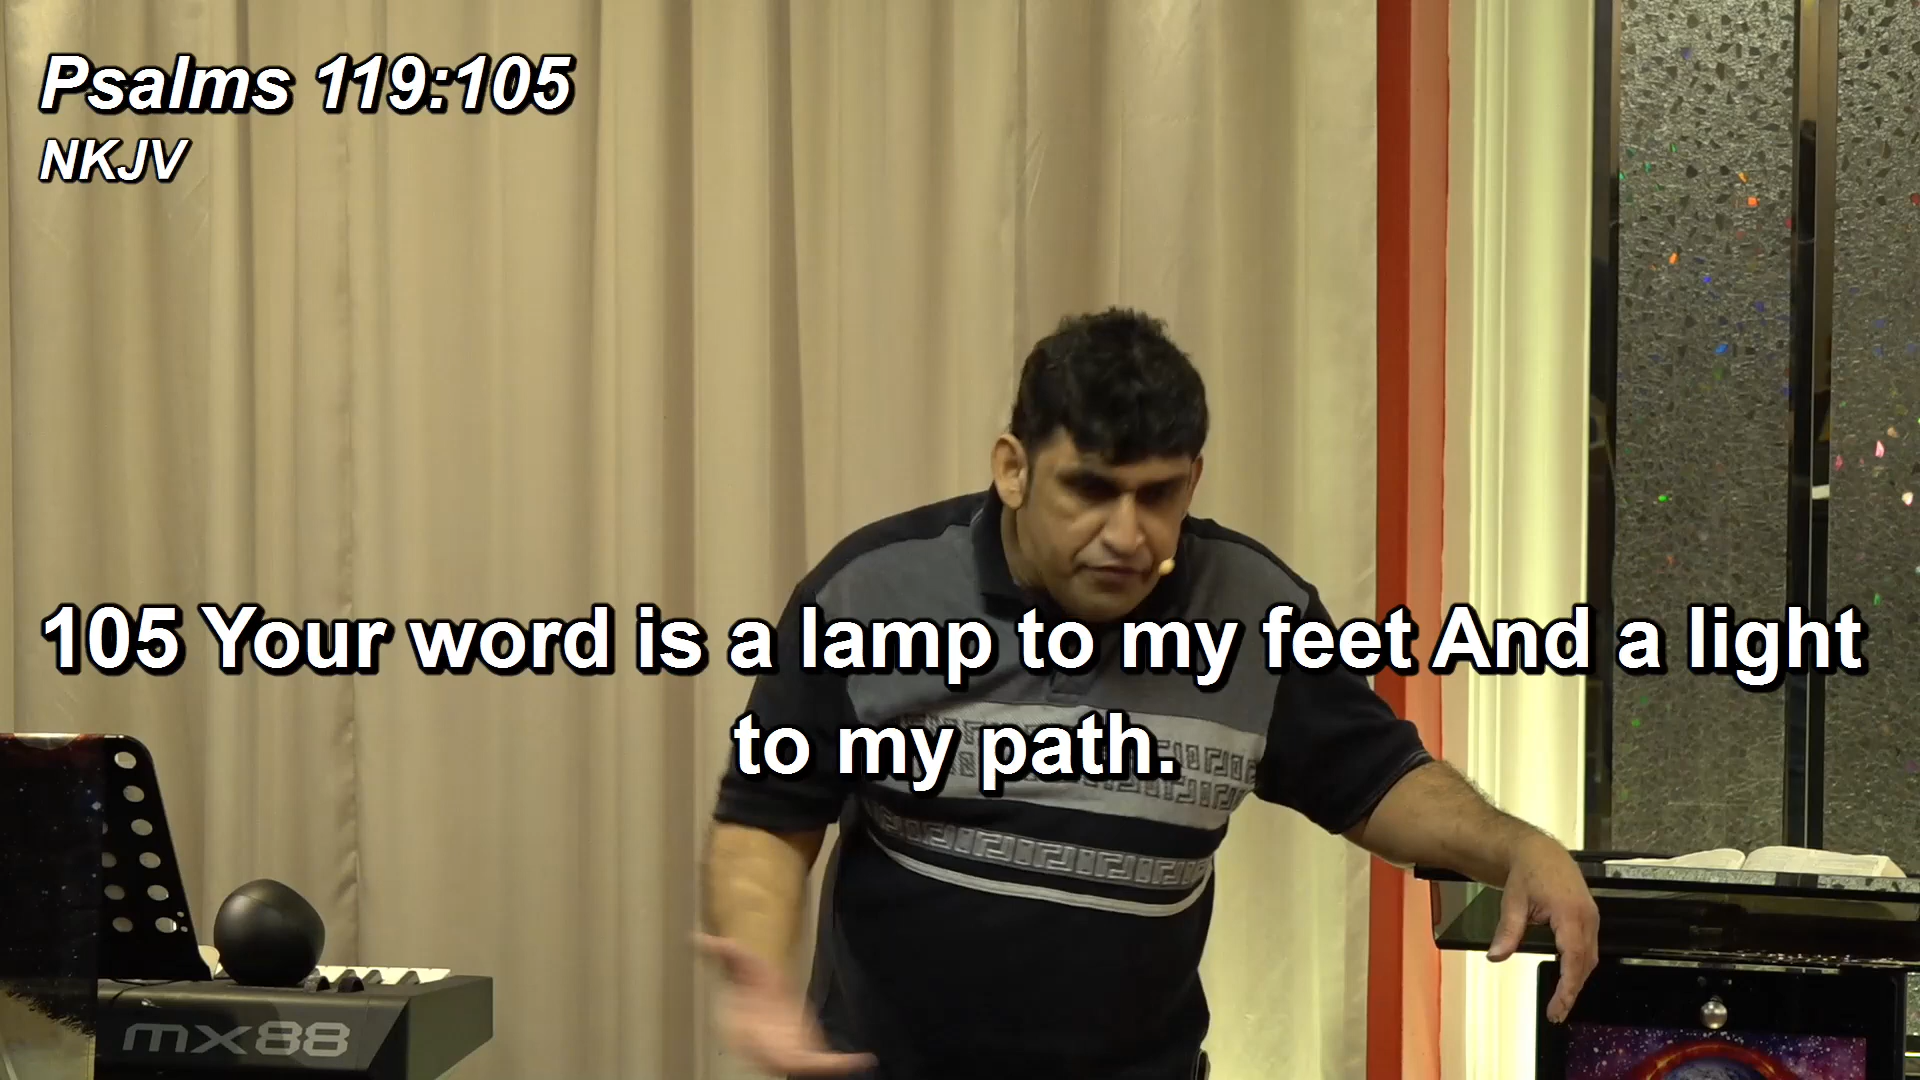 Psalms 119:105
NKJV
105 Your word is a lamp to my feet And a light
to my path.
mx88